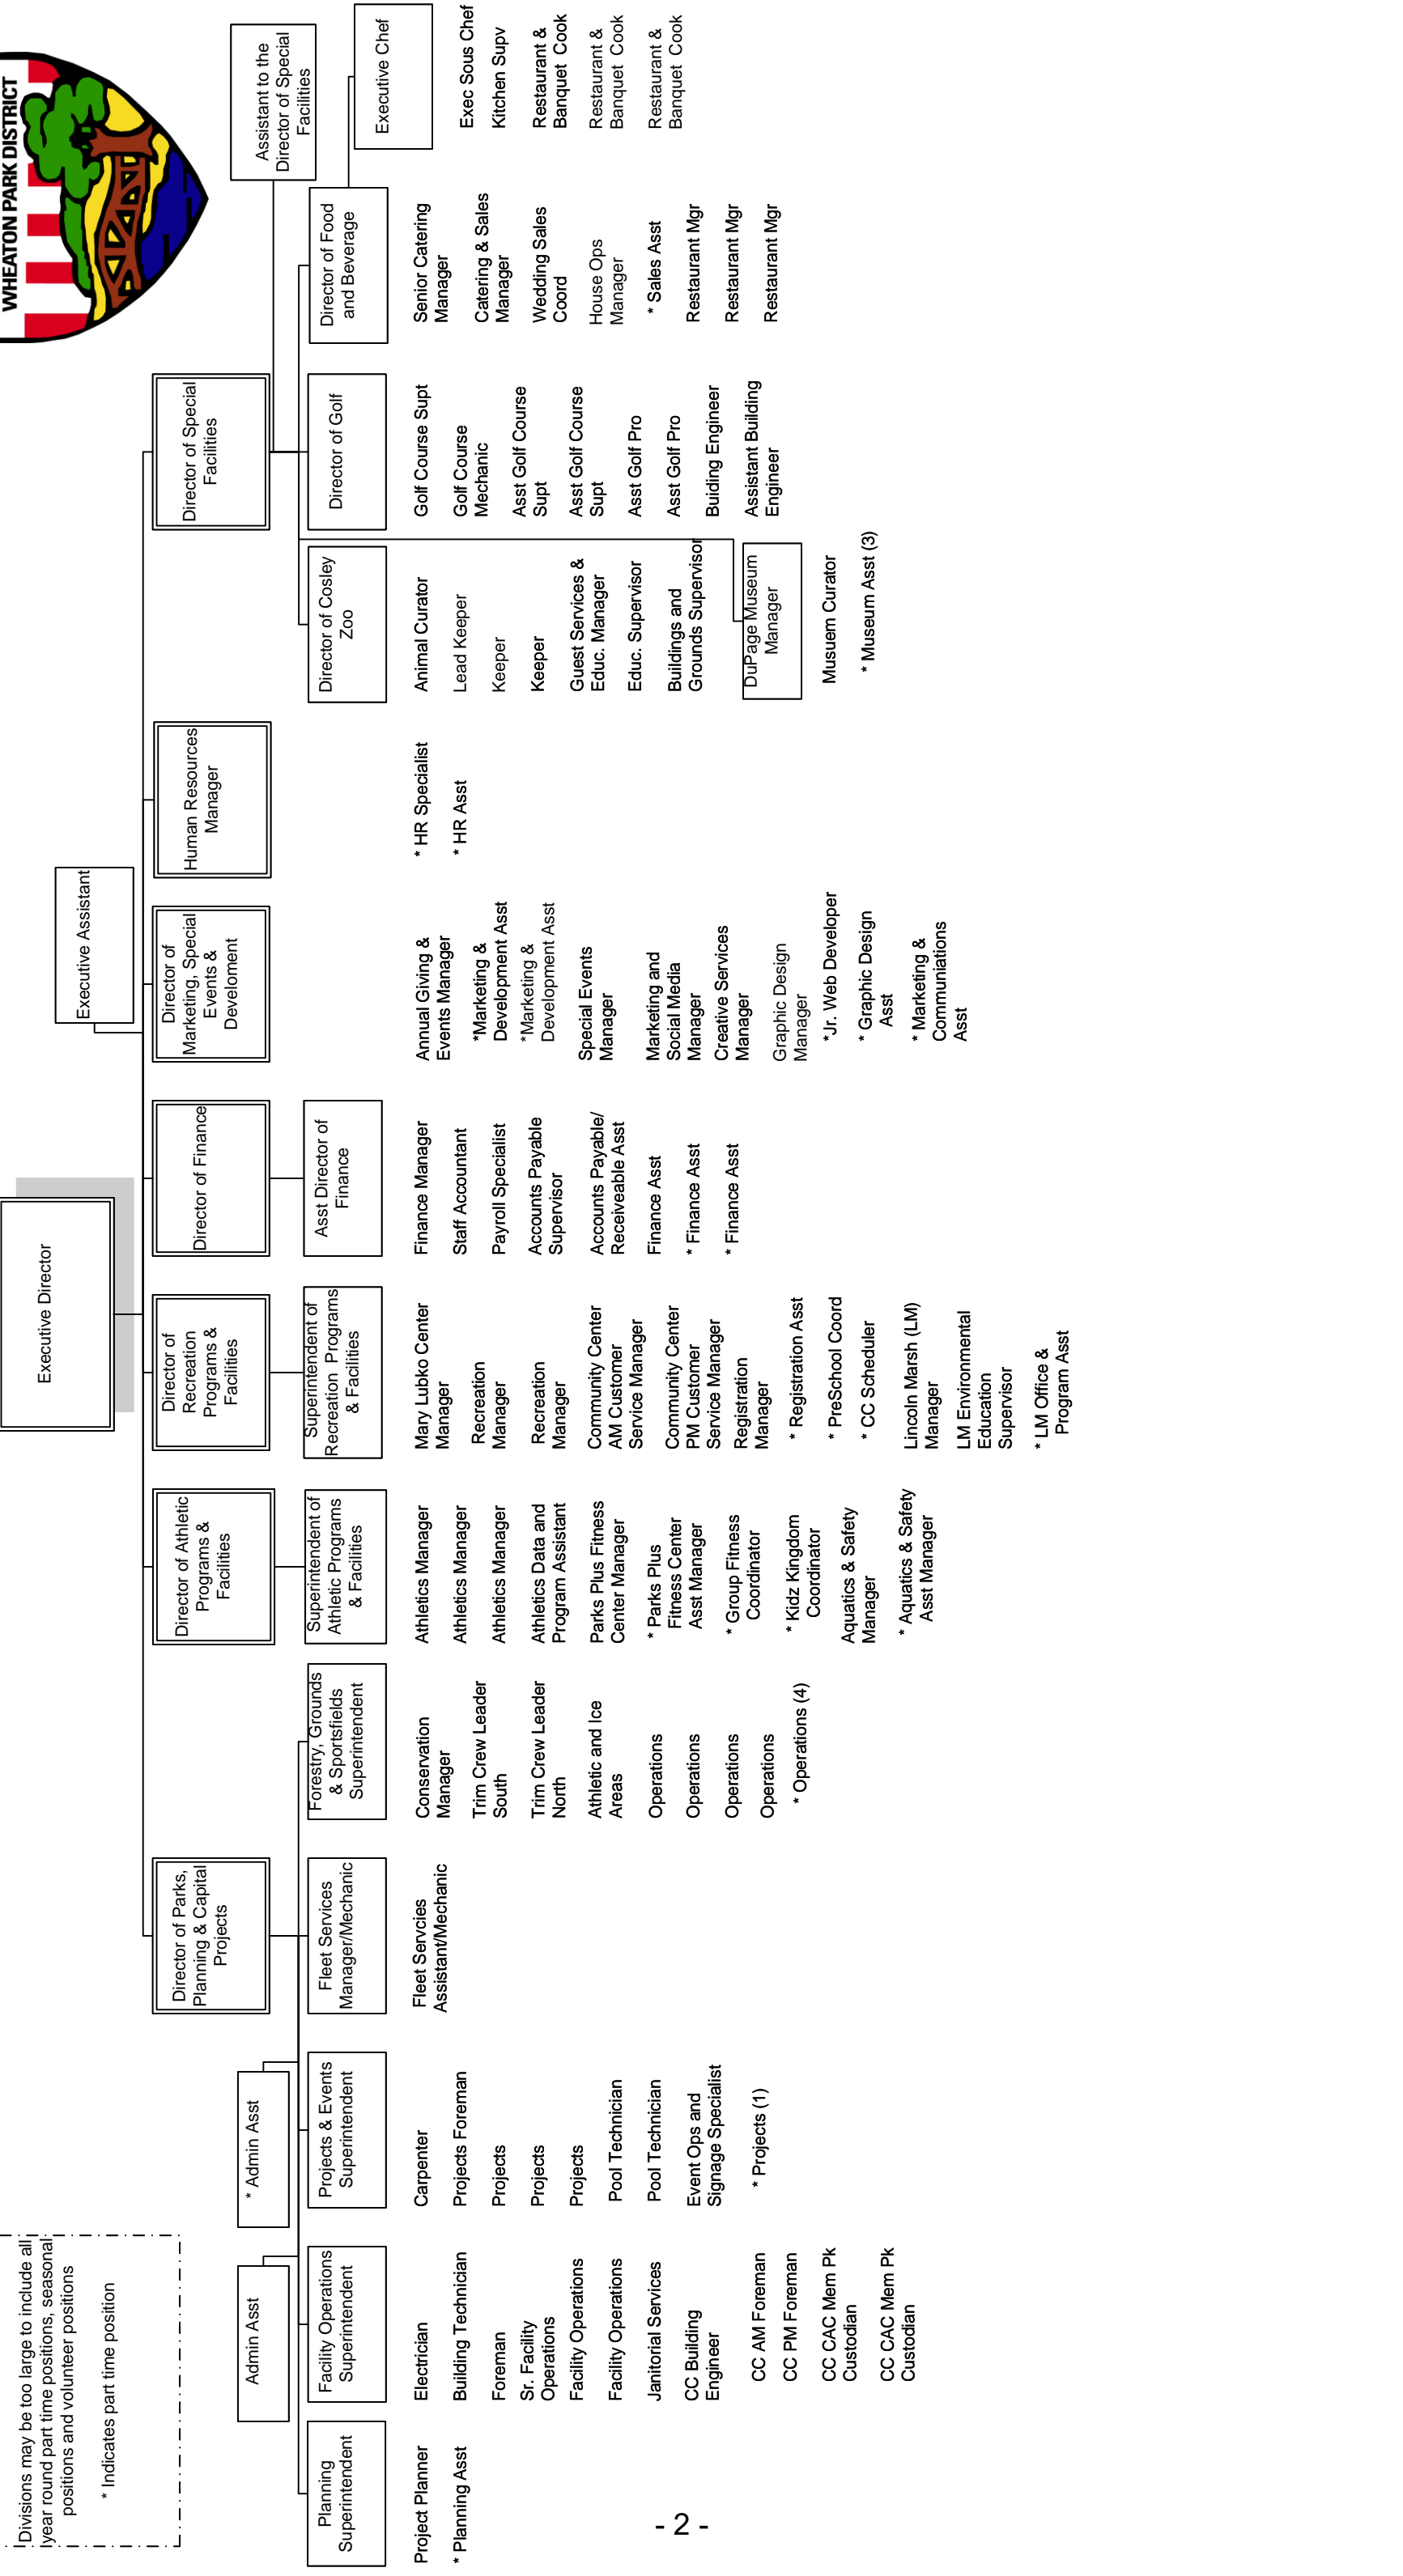 WHEATON PARK DISTRICT
Executive Director
Executive Assistant
Divisions may be too large to include all
year round part time positions, seasonal
positions and volunteer positions
* Indicates part time position
Director of Parks,
Planning & Capital
Projects
Admin Asst
* Admin Asst
Planning
Superintendent
Project Planner
* Planning Asst
Facility Operations
Superintendent
Electrician
Building Technician
Foreman
Sr. Facility
Operations
Facility Operations
Facility Operations
Janitorial Services
CC Building
Engineer
CC AM Foreman
CC PM Foreman
CC CAC Mem Pk
Custodian
CC CAC Mem Pk
Custodian
Projects & Events
Superintendent
Carpenter
Projects Foreman
Projects
Projects
Projects
Pool Technician
Pool Technician
Event Ops and
Signage Specialist
* Projects (1)
Fleet Services
Manager/Mechanic
Fleet Servcies
Assistant/Mechanic
Forestry, Grounds
& Sportsfields
Superintendent
Conservation
Manager
Trim Crew Leader
South
Trim Crew Leader
North
Athletic and Ice
Areas
Operations
Operations
Operations
Operations
* Operations (4)
Director of Athletic
Programs &
Facilities
Superintendent of
Athletic Programs
& Facilities
Athletics Manager
Athletics Manager
Athletics Manager
Athletics Data and
Program Assistant
Parks Plus Fitness
Center Manager
* Parks Plus
Fitness Center
Asst Manager
* Group Fitness
Coordinator
* Kidz Kingdom
Coordinator
Aquatics & Safety
Manager
* Aquatics & Safety
Asst Manager
Director of
Recreation
Programs &
Facilities
Superintendent of
Recreation Programs
& Facilities
Mary Lubko Center
Manager
Recreation
Manager
Recreation
Manager
Community Center
AM Customer
Service Manager
Community Center
PM Customer
Service Manager
Registration
Manager
* Registration Asst
* PreSchool Coord
* CC Scheduler
Lincoln Marsh (LM)
Manager
LM Environmental
Education
Supervisor
* LM Office &
Program Asst
Director of Finance
Asst Director of
Finance
Finance Manager
Staff Accountant
Payroll Specialist
Accounts Payable
Supervisor
Accounts Payable/
Receiveable Asst
Finance Asst
* Finance Asst
* Finance Asst
Director of
Marketing, Special
Events &
Develoment
Annual Giving &
Events Manager
*Marketing &
Development Asst
*Marketing &
Development Asst
Special Events
Manager
Marketing and
Social Media
Manager
Creative Services
Manager
Graphic Design
Manager
*Jr. Web Developer
* Graphic Design
Asst
* Marketing &
Communiations
Asst
Human Resources
Manager
* HR Specialist
* HR Asst
Director of Special
Facilities
Assistant to the
Director of Special
Facilities
Director of Cosley
Zoo
Animal Curator
Lead Keeper
Keeper
Keeper
Guest Services &
Educ. Manager
Educ. Supervisor
Buildings and
Grounds Supervisor
DuPage Museum
Manager
Musuem Curator
* Museum Asst (3)
Director of Golf
Golf Course Supt
Golf Course
Mechanic
Asst Golf Course
Supt
Asst Golf Course
Supt
Asst Golf Pro
Asst Golf Pro
Buiding Engineer
Assistant Building
Engineer
Director of Food
and Beverage
Senior Catering
Manager
Catering & Sales
Manager
Wedding Sales
Coord
House Ops
Manager
* Sales Asst
Restaurant Mgr
Restaurant Mgr
Restaurant Mgr
Executive Chef
Exec Sous Chef
Kitchen Supv
Restaurant &
Banquet Cook
Restaurant &
Banquet Cook
Restaurant &
Banquet Cook
- 2 -